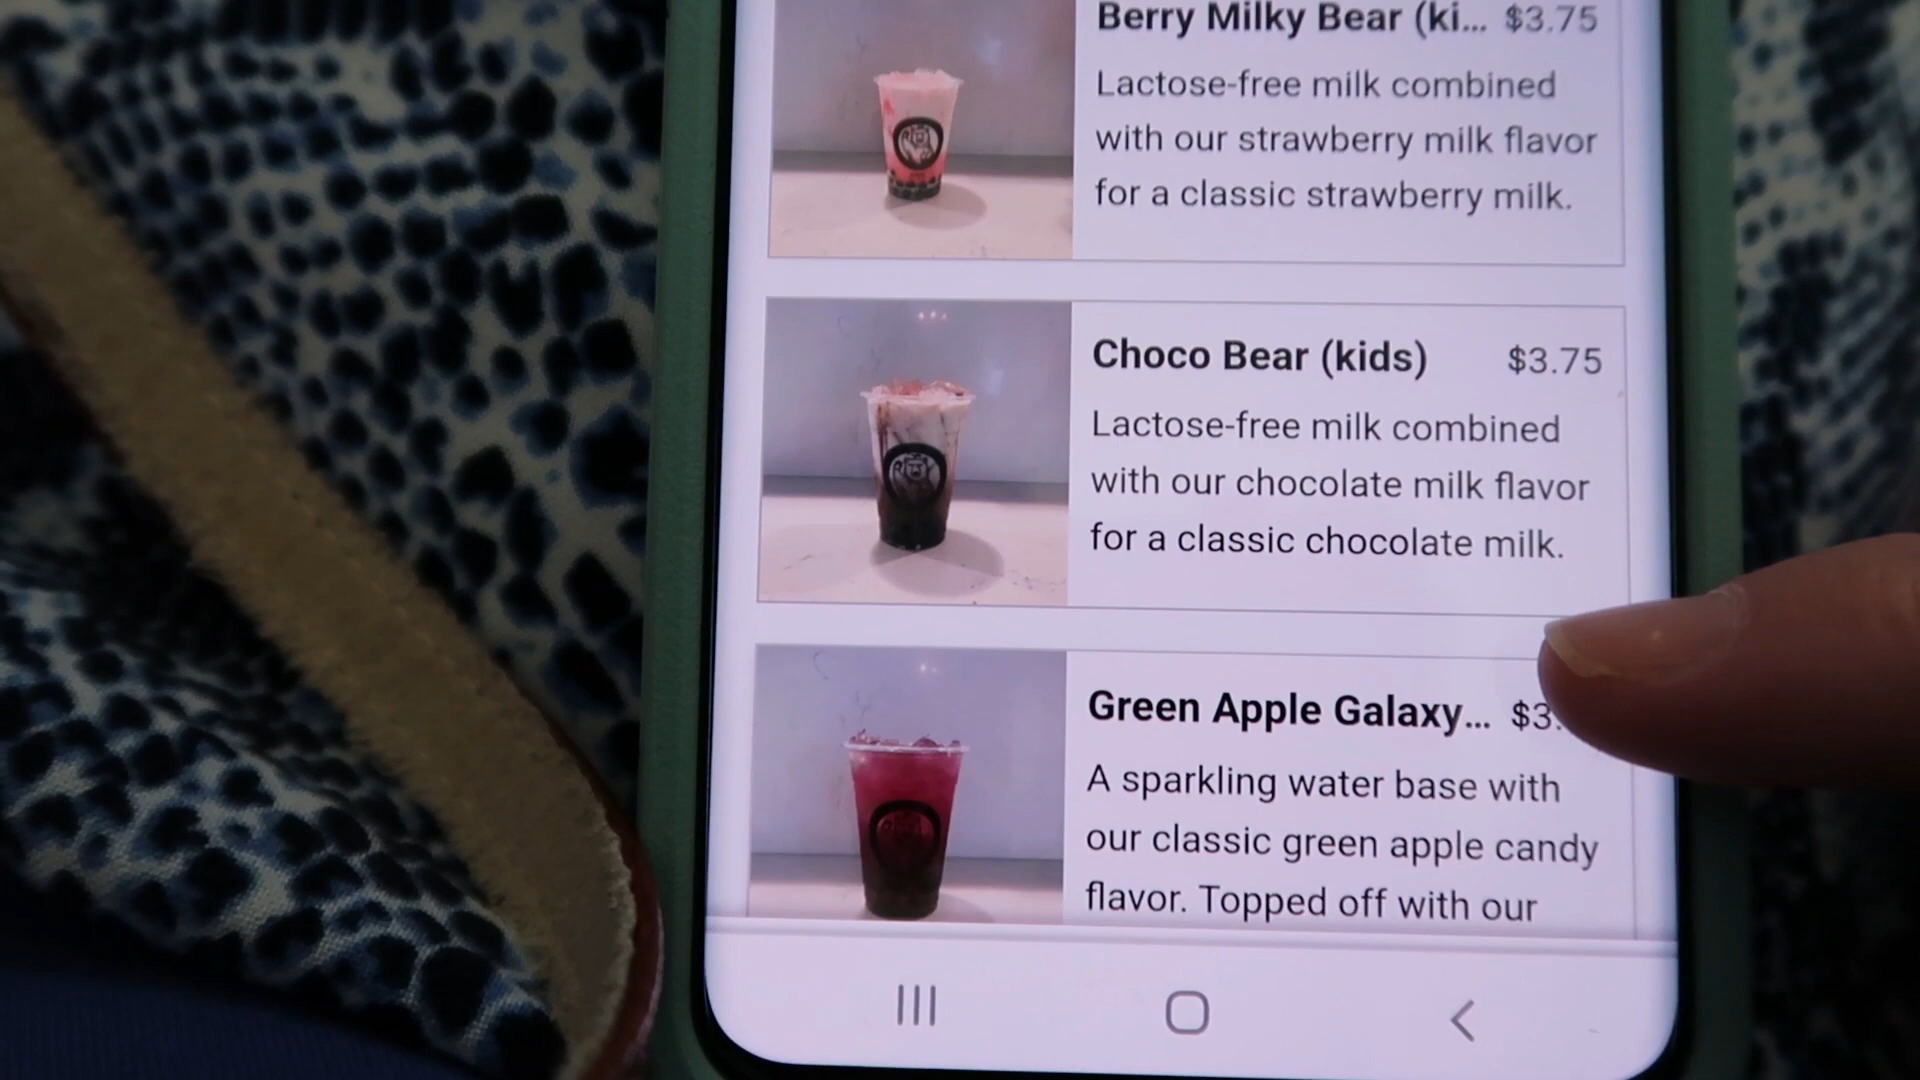 Berry Milky Bear (ki... $3.75
Lactose-free milk combined
with our strawberry milk flavor
for a classic strawberry milk.
Choco Bear (kids) $3.75
Lactose-free milk combined
with our chocolate milk flavor
for a classic chocolate milk.
Green Apple Galaxy... $3.
A sparkling water base with
our classic green apple candy
flavor. Topped off with our